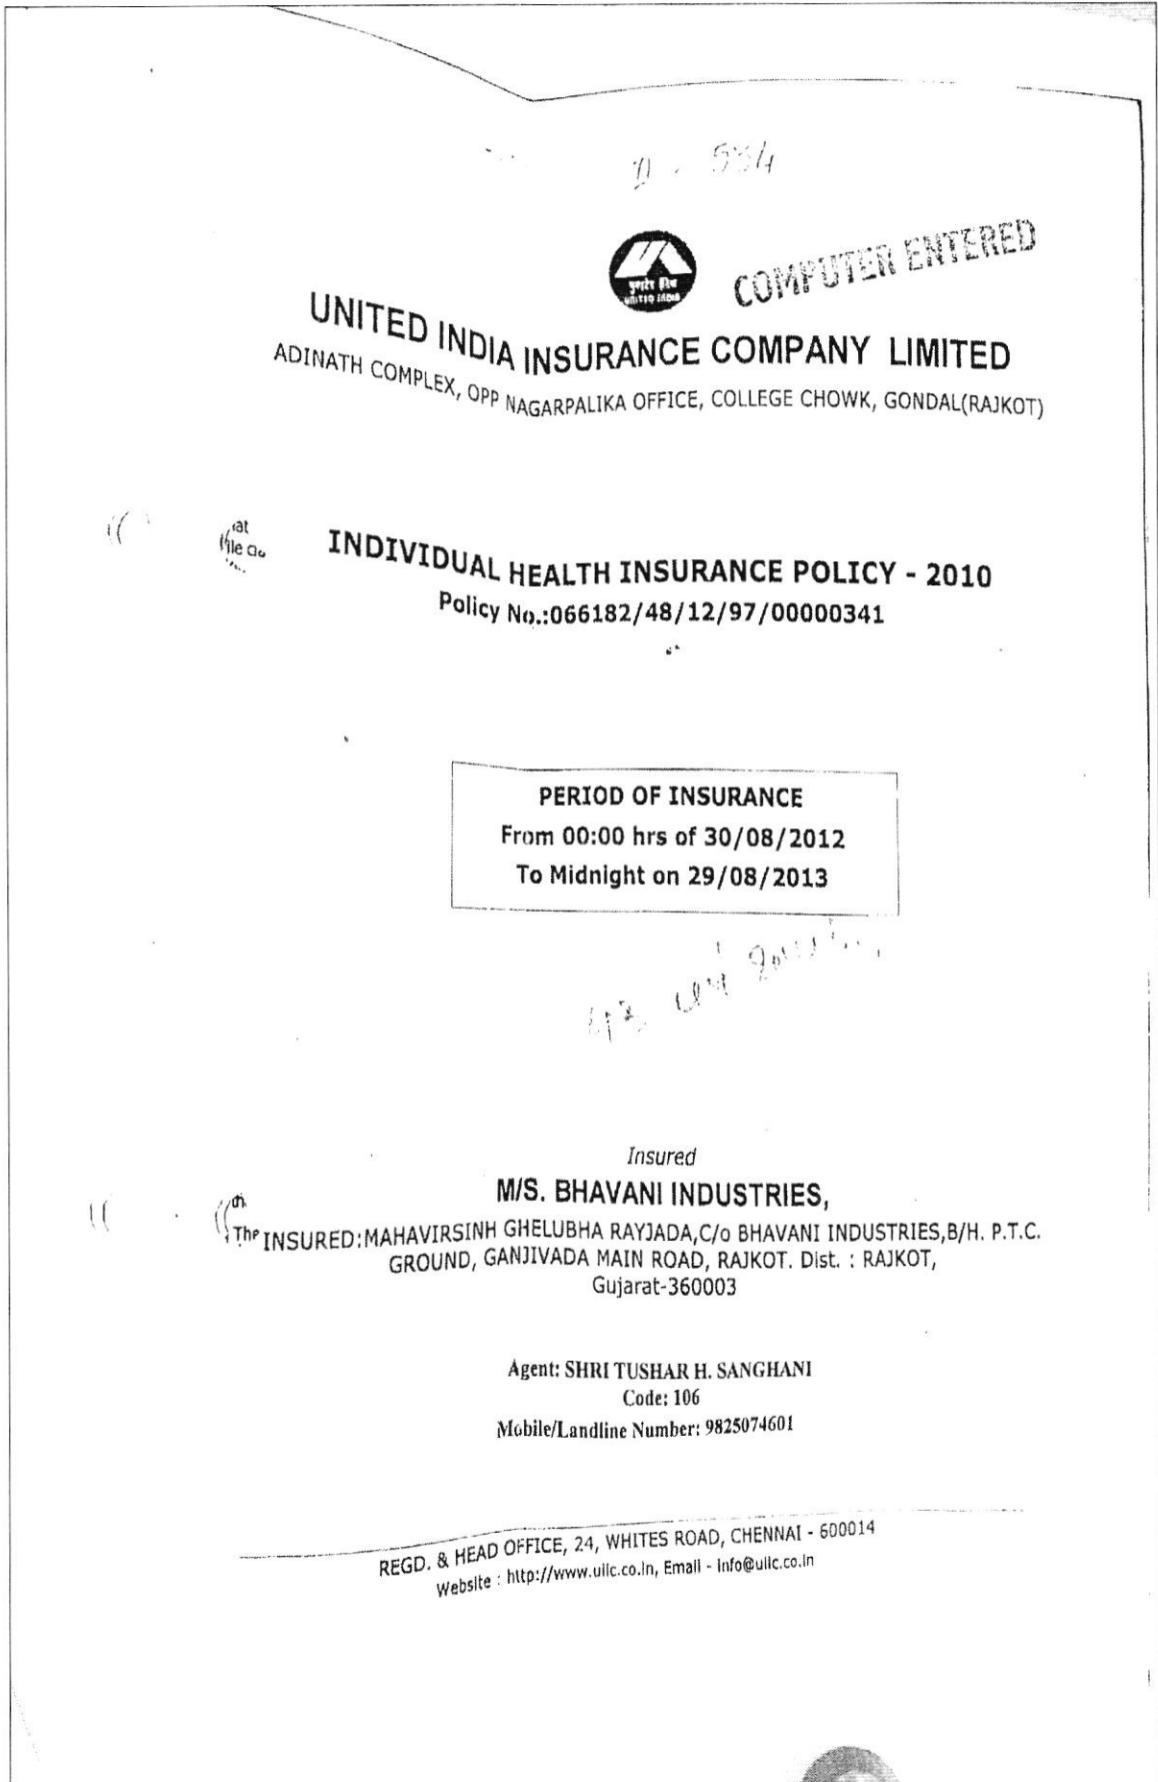 D - 534
COMPUTER ENTERED
युनाइटेड इंडिया
UNITED INDIA
UNITED INDIA INSURANCE COMPANY LIMITED
ADINATH COMPLEX, OPP NAGARPALIKA OFFICE, COLLEGE CHOWK, GONDAL(RAJKOT)
INDIVIDUAL HEALTH INSURANCE POLICY - 2010
Policy No.:066182/48/12/97/00000341
PERIOD OF INSURANCE
From 00:00 hrs of 30/08/2012
To Midnight on 29/08/2013
Insured
M/S. BHAVANI INDUSTRIES,
The INSURED:MAHAVIRSINH GHELUBHA RAYJADA,C/o BHAVANI INDUSTRIES,B/H. P.T.C.
GROUND, GANJIVADA MAIN ROAD, RAJKOT. Dist. : RAJKOT,
Gujarat-360003
Agent: SHRI TUSHAR H. SANGHANI
Code: 106
Mobile/Landline Number: 9825074601
REGD. & HEAD OFFICE, 24, WHITES ROAD, CHENNAI - 600014
Website : http://www.uiic.co.in, Email - info@uiic.co.in